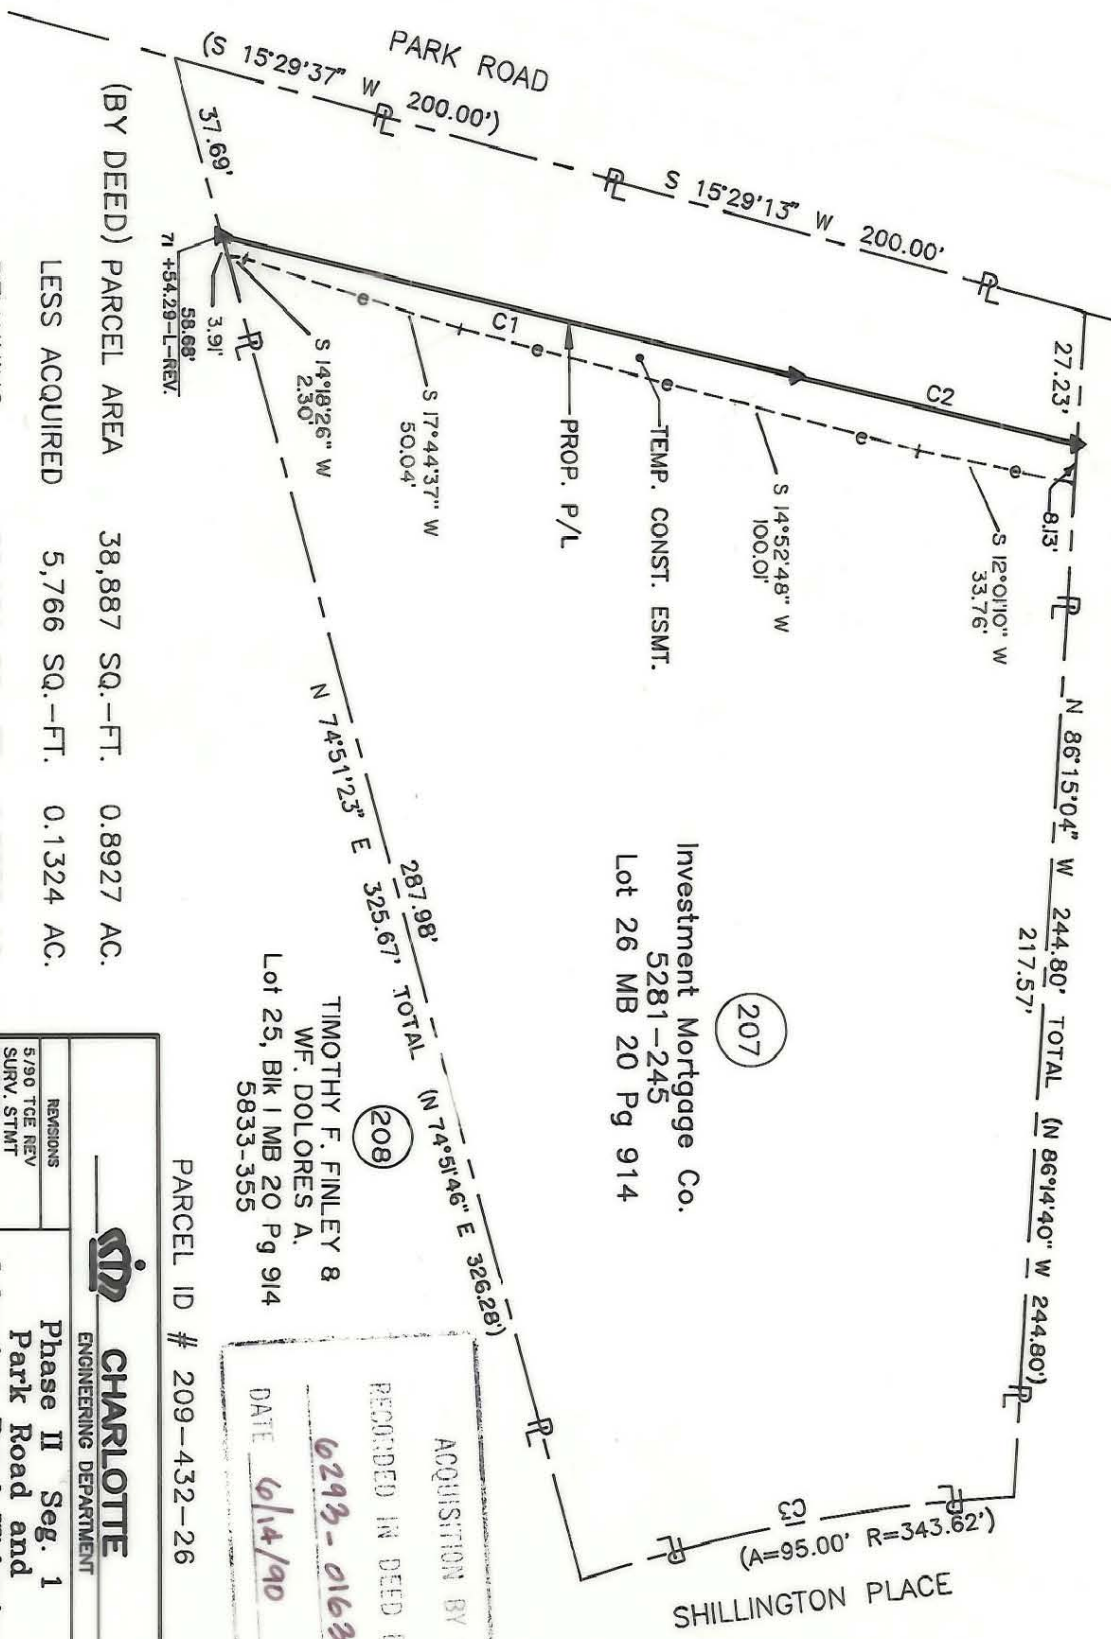 PARK ROAD
(S 15°29'37" W 200.00')
S 15°29'13" W 200.00'
37.69'
27.23'
C1
C2
8.13'
3.91'
71 +54.29-L-REV.
58.68'
S 14°18'26" W
2.30'
S 17°44'37" W
50.04'
PROP. P/L
TEMP. CONST. ESMT.
S 14°52'48" W
100.01'
S 12°01'10" W
33.76'
N 86°15'04" W 244.80' TOTAL (N 86°14'40" W 244.80')
217.57'
207
Investment Mortgage Co.
5281-245
Lot 26 MB 20 Pg 914
287.98'
N 74°51'23" E 325.67' TOTAL (N 74°51'46" E 326.28')
208
TIMOTHY F. FINLEY &
WF. DOLORES A.
Lot 25, Blk 1 MB 20 Pg 914
5833-355
C3
(A=95.00' R=343.62')
SHILLINGTON PLACE
(BY DEED) PARCEL AREA 38,887 SQ.-FT. 0.8927 AC.
LESS ACQUIRED 5,766 SQ.-FT. 0.1324 AC.
PARCEL ID # 209-432-26
ACQUISITION BY
RECORDED IN DEED
6293-0163
DATE 6/14/90
CHARLOTTE
ENGINEERING DEPARTMENT
REVISIONS
5/90 TCE REV
SURV. STMT
Phase II Seg. 1
Park Road and